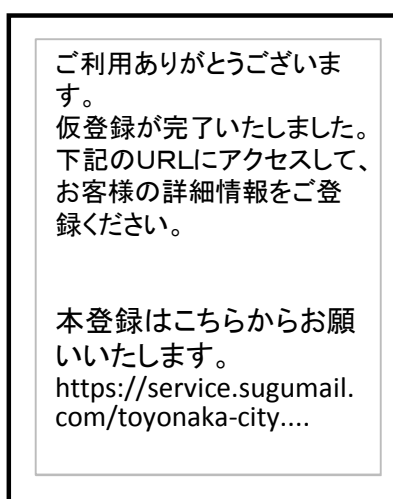 ご利用ありがとうございま
す。
仮登録が完了いたしました。
下記のＵＲＬにアクセスして、
お客様の詳細情報をご登
録ください。
本登録はこちらからお願
いいたします。
https://service.sugumail.
com/toyonaka-city....